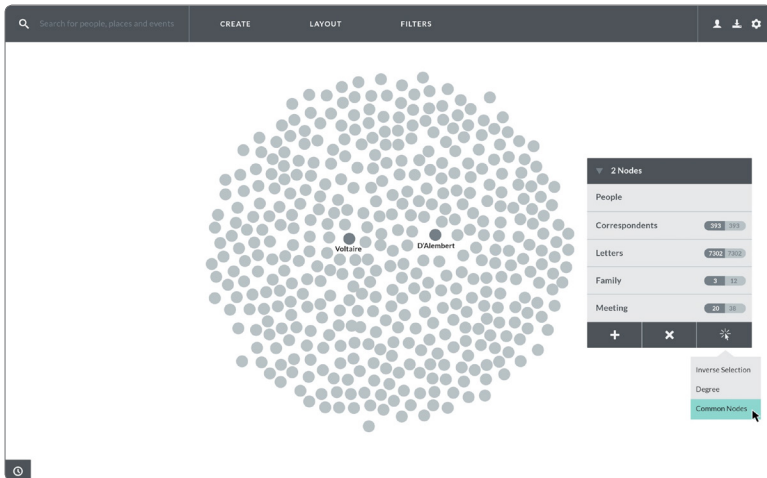 Search for people, places and events
CREATE
LAYOUT
FILTERS
2 Nodes
People
Correspondents
393 393
Letters
7302 7302
Family
3 12
Meeting
20
Voltaire
D'Alembert
Inverse Selection
Degree
Common Nodes